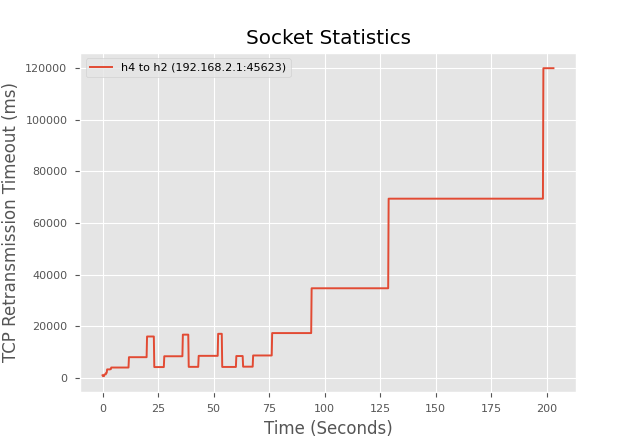 Socket Statistics
h4 to h2 (192.168.2.1:45623)
TCP Retransmission Timeout (ms)
120000
100000
80000
60000
40000
20000
0
0 25 50 75 100 125 150 175 200
Time (Seconds)